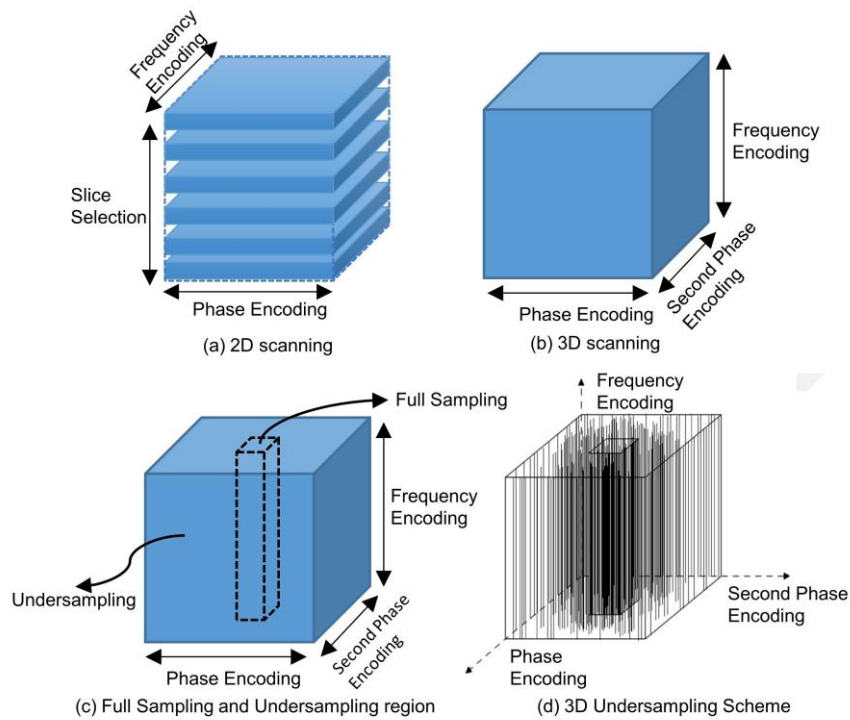 Frequency
Encoding
Slice
Selection
Phase Encoding
(a) 2D scanning
Frequency
Encoding
Second Phase
Encoding
Phase Encoding
(b) 3D scanning
Full Sampling
Frequency
Encoding
Undersampling
Second Phase
Encoding
Phase Encoding
(c) Full Sampling and Undersampling region
Frequency
Encoding
Second Phase
Encoding
Phase
Encoding
(d) 3D Undersampling Scheme